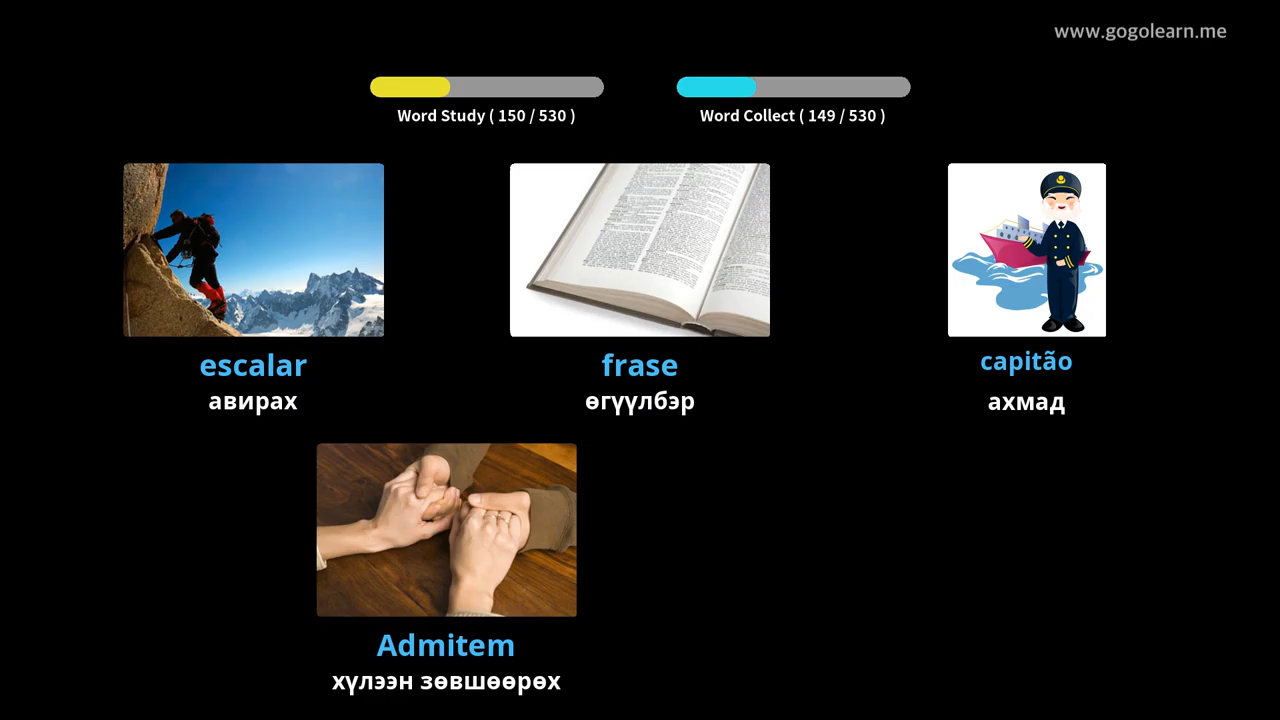 www.gogolearn.me
Word Study ( 150 / 530 )
Word Collect ( 149 / 530 )
escalar
авирах
frase
өгүүлбэр
capitão
ахмад
Admitem
хүлээн зөвшөөрөх